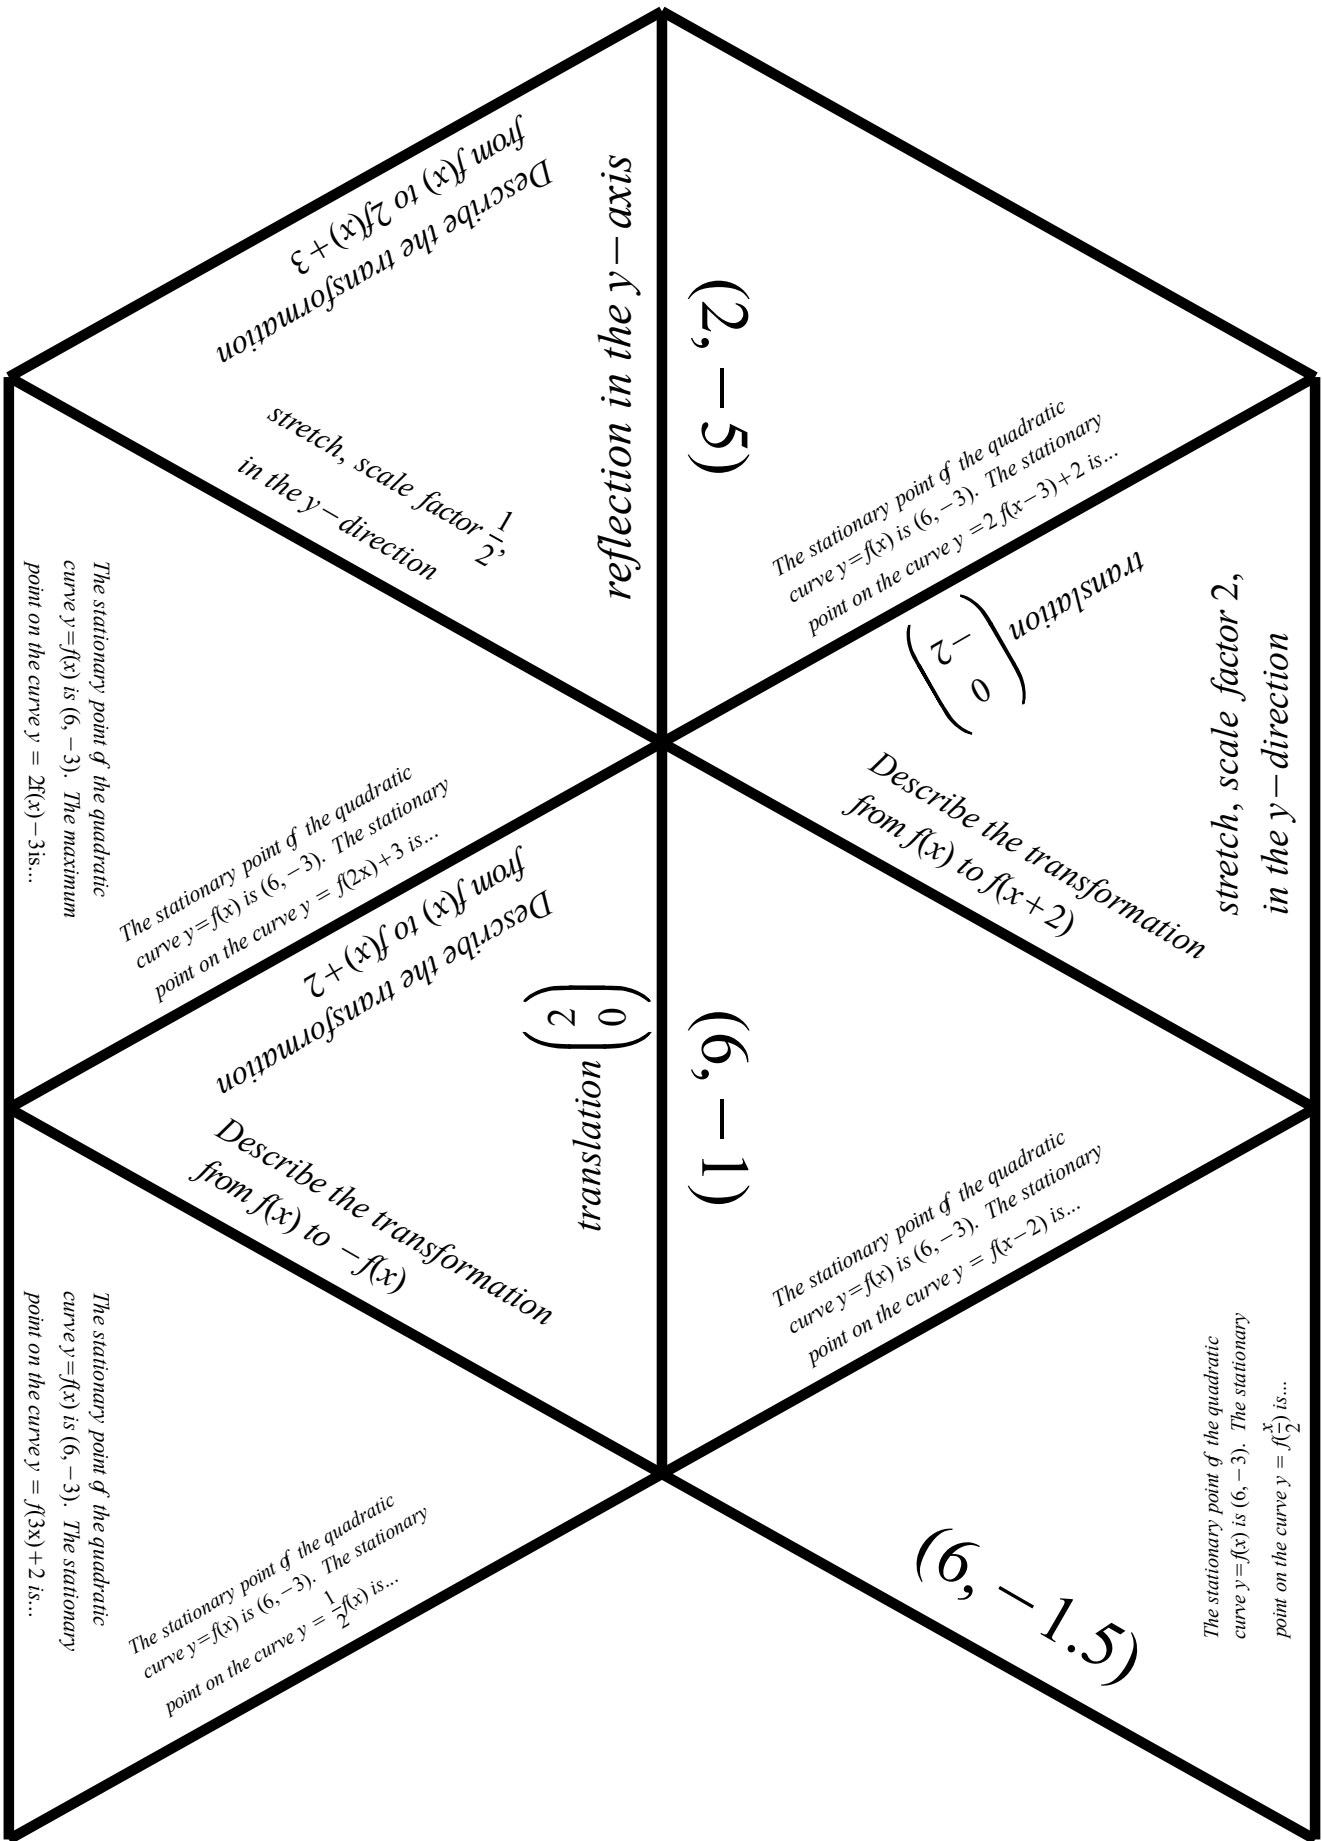 Describe the transformation
from f(x) to 2f(x)+3
reflection in the y−axis
stretch, scale factor 1/2,
in the y−direction
(2, −5)
The stationary point of the quadratic
curve y=f(x) is (6,−3). The stationary
point on the curve y =2 f(x−3)+2 is...
translation (0 −2)
Describe the transformation
from f(x) to f(x+2)
stretch, scale factor 2,
in the y−direction
The stationary point of the quadratic
curve y=f(x) is (6,−3). The maximum
point on the curve y = 2f(x)−3is...
The stationary point of the quadratic
curve y=f(x) is (6,−3). The stationary
point on the curve y = f(2x)+3 is...
Describe the transformation
from f(x) to f(x)+2
translation (0 2)
Describe the transformation
from f(x) to −f(x)
(6, −1)
The stationary point of the quadratic
curve y=f(x) is (6,−3). The stationary
point on the curve y = f(x−2) is...
The stationary point of the quadratic
curve y=f(x) is (6,−3). The stationary
point on the curve y = f(3x)+2 is...
The stationary point of the quadratic
curve y=f(x) is (6,−3). The stationary
point on the curve y = 1/2f(x) is...
(6, −1.5)
The stationary point of the quadratic
curve y=f(x) is (6,−3). The stationary
point on the curve y = f(x/2) is...